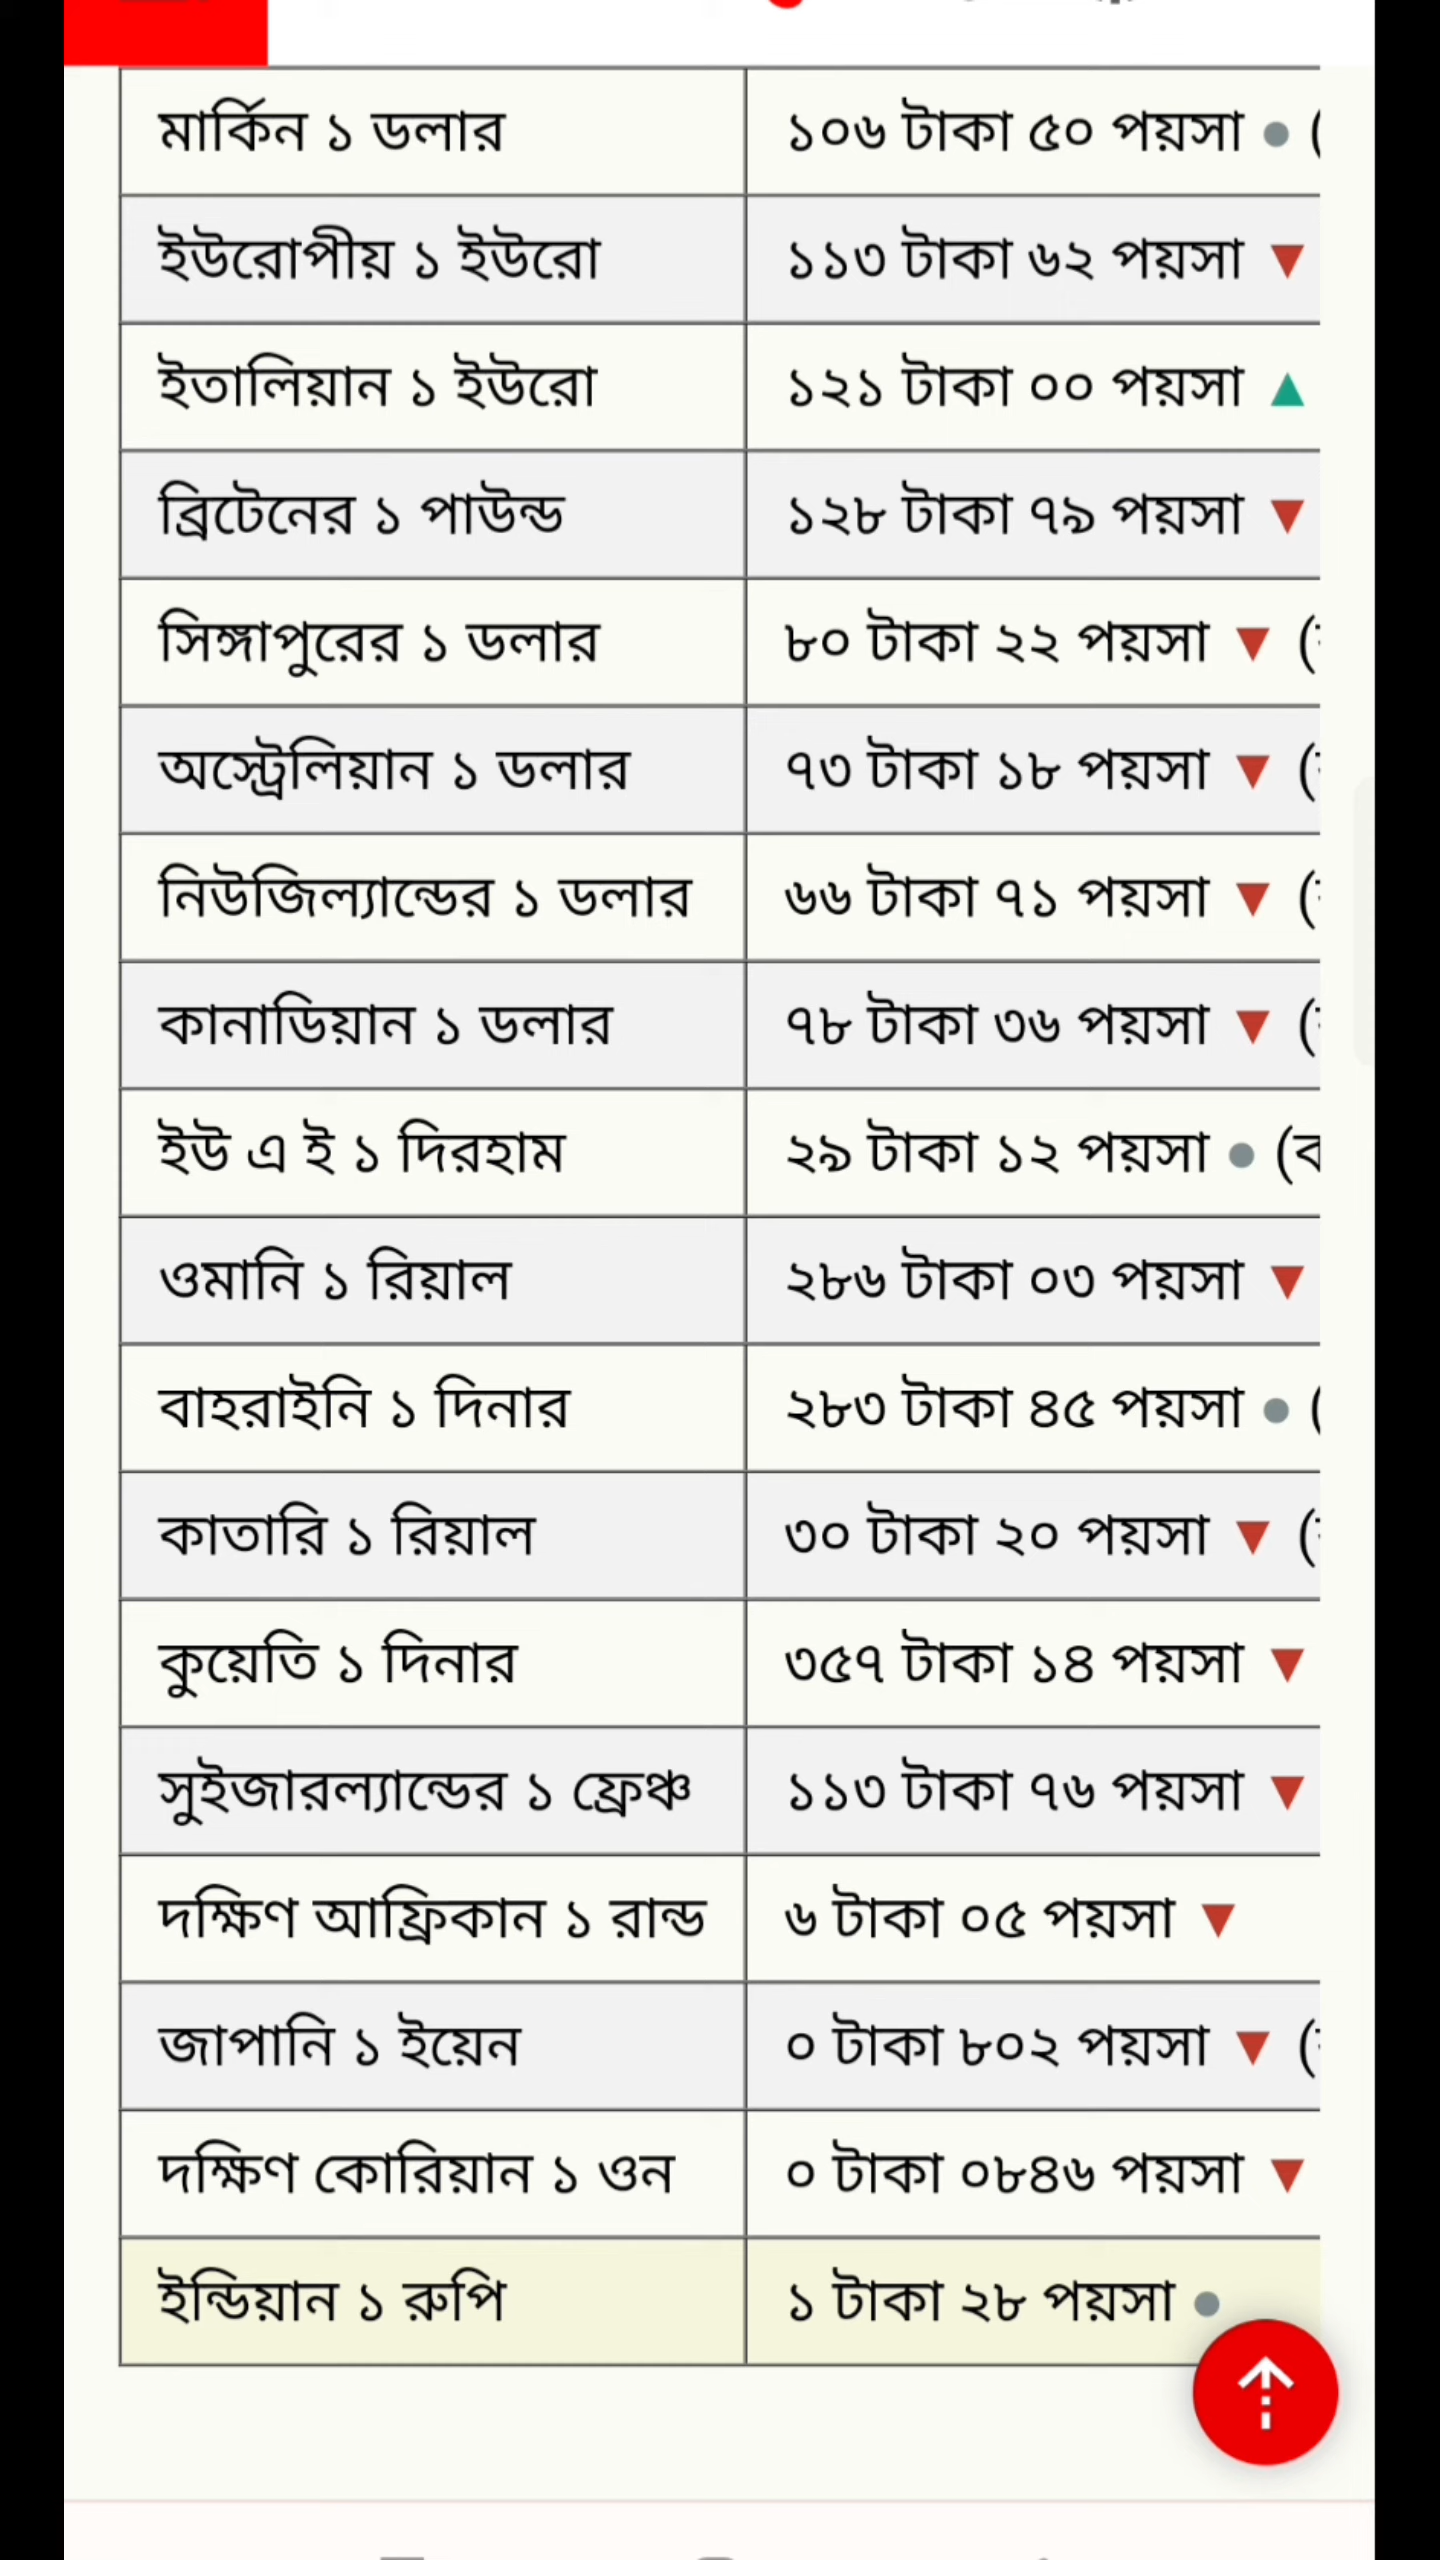 মার্কিন ১ ডলার ১০৬ টাকা ৫০ পয়সা ● (
ইউরোপীয় ১ ইউরো ১১৩ টাকা ৬২ পয়সা ▼
ইতালিয়ান ১ ইউরো ১২১ টাকা ০০ পয়সা ▲
ব্রিটেনের ১ পাউন্ড ১২৮ টাকা ৭৯ পয়সা ▼
সিঙ্গাপুরের ১ ডলার ৮০ টাকা ২২ পয়সা ▼ (
অস্ট্রেলিয়ান ১ ডলার ৭৩ টাকা ১৮ পয়সা ▼ (
নিউজিল্যান্ডের ১ ডলার ৬৬ টাকা ৭১ পয়সা ▼ (
কানাডিয়ান ১ ডলার ৭৮ টাকা ৩৬ পয়সা ▼ (
ইউ এ ই ১ দিরহাম ২৯ টাকা ১২ পয়সা ● (
ওমানি ১ রিয়াল ২৮৬ টাকা ০৩ পয়সা ▼
বাহরাইনি ১ দিনার ২৮৩ টাকা ৪৫ পয়সা ● (
কাতারি ১ রিয়াল ৩০ টাকা ২০ পয়সা ▼ (
কুয়েতি ১ দিনার ৩৫৭ টাকা ১৪ পয়সা ▼
সুইজারল্যান্ডের ১ ফ্রেঞ্চ ১১৩ টাকা ৭৬ পয়সা ▼
দক্ষিণ আফ্রিকান ১ রান্ড ৬ টাকা ০৫ পয়সা ▼
জাপানি ১ ইয়েন ০ টাকা ৮০২ পয়সা ▼ (
দক্ষিণ কোরিয়ান ১ ওন ০ টাকা ০৮৪৬ পয়সা ▼
ইন্ডিয়ান ১ রুপি ১ টাকা ২৮ পয়সা ●